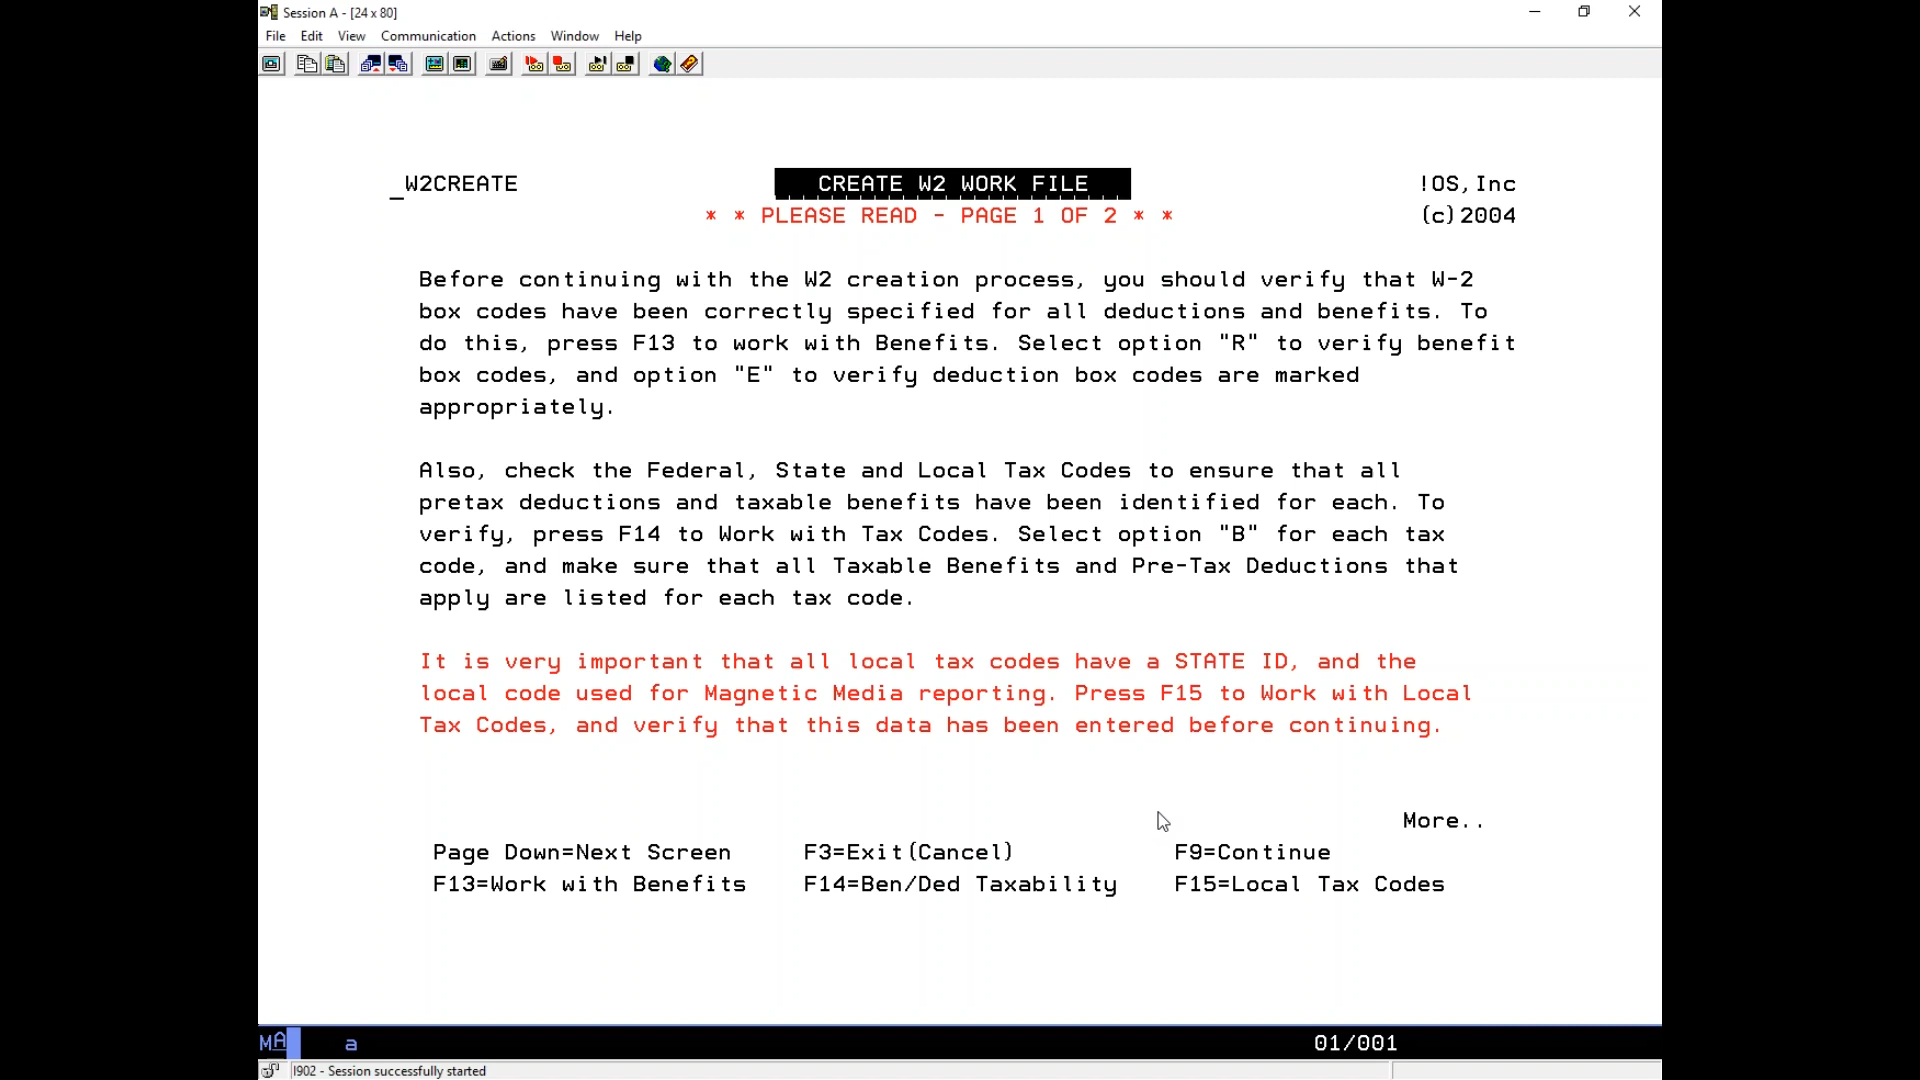 Session A - [24 x 80]
File Edit View Communication Actions Window Help
W2CREATE CREATE W2 WORK FILE !OS,Inc
* * PLEASE READ - PAGE 1 OF 2 * * (c)2004
Before continuing with the W2 creation process, you should verify that W-2
box codes have been correctly specified for all deductions and benefits. To
do this, press F13 to work with Benefits. Select option "R" to verify benefit
box codes, and option "E" to verify deduction box codes are marked
appropriately.
Also, check the Federal, State and Local Tax Codes to ensure that all
pretax deductions and taxable benefits have been identified for each. To
verify, press F14 to Work with Tax Codes. Select option "B" for each tax
code, and make sure that all Taxable Benefits and Pre-Tax Deductions that
apply are listed for each tax code.
It is very important that all local tax codes have a STATE ID, and the
local code used for Magnetic Media reporting. Press F15 to Work with Local
Tax Codes, and verify that this data has been entered before continuing.
More..
Page Down=Next Screen F3=Exit(Cancel) F9=Continue
F13=Work with Benefits F14=Ben/Ded Taxability F15=Local Tax Codes
MA a 01/001
I902 - Session successfully started